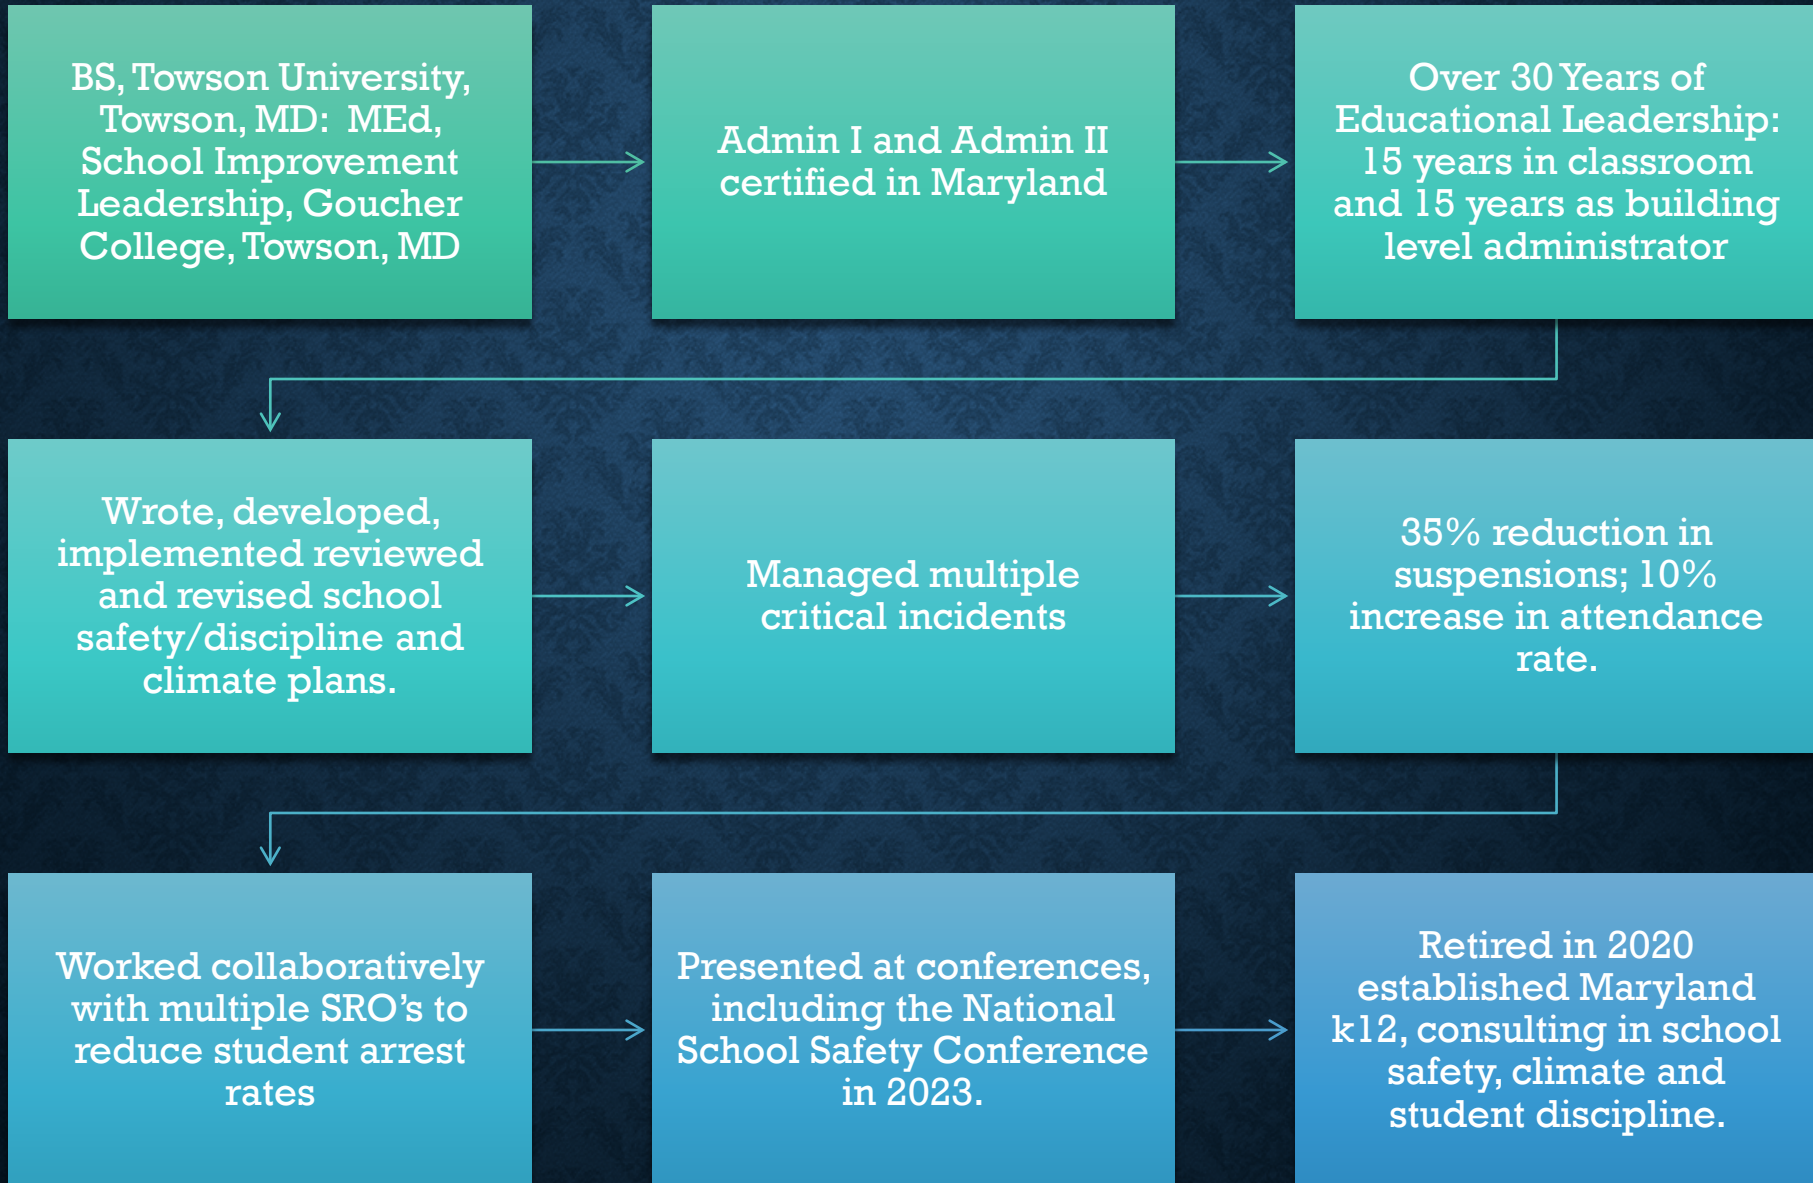 BS, Towson University,
Towson, MD:  MEd,
School Improvement
Leadership, Goucher
College, Towson, MD
Admin I and Admin II
certified in Maryland
Over 30 Years of
Educational Leadership:
15 years in classroom
and 15 years as building
level administrator
Wrote, developed,
implemented reviewed
and revised school
safety/discipline and
climate plans.
Managed multiple
critical incidents
35% reduction in
suspensions; 10%
increase in attendance
rate.
Worked collaboratively
with multiple SRO's to
reduce student arrest
rates
Presented at conferences,
including the National
School Safety Conference
in 2023.
Retired in 2020
established Maryland
k12, consulting in school
safety, climate and
student discipline.